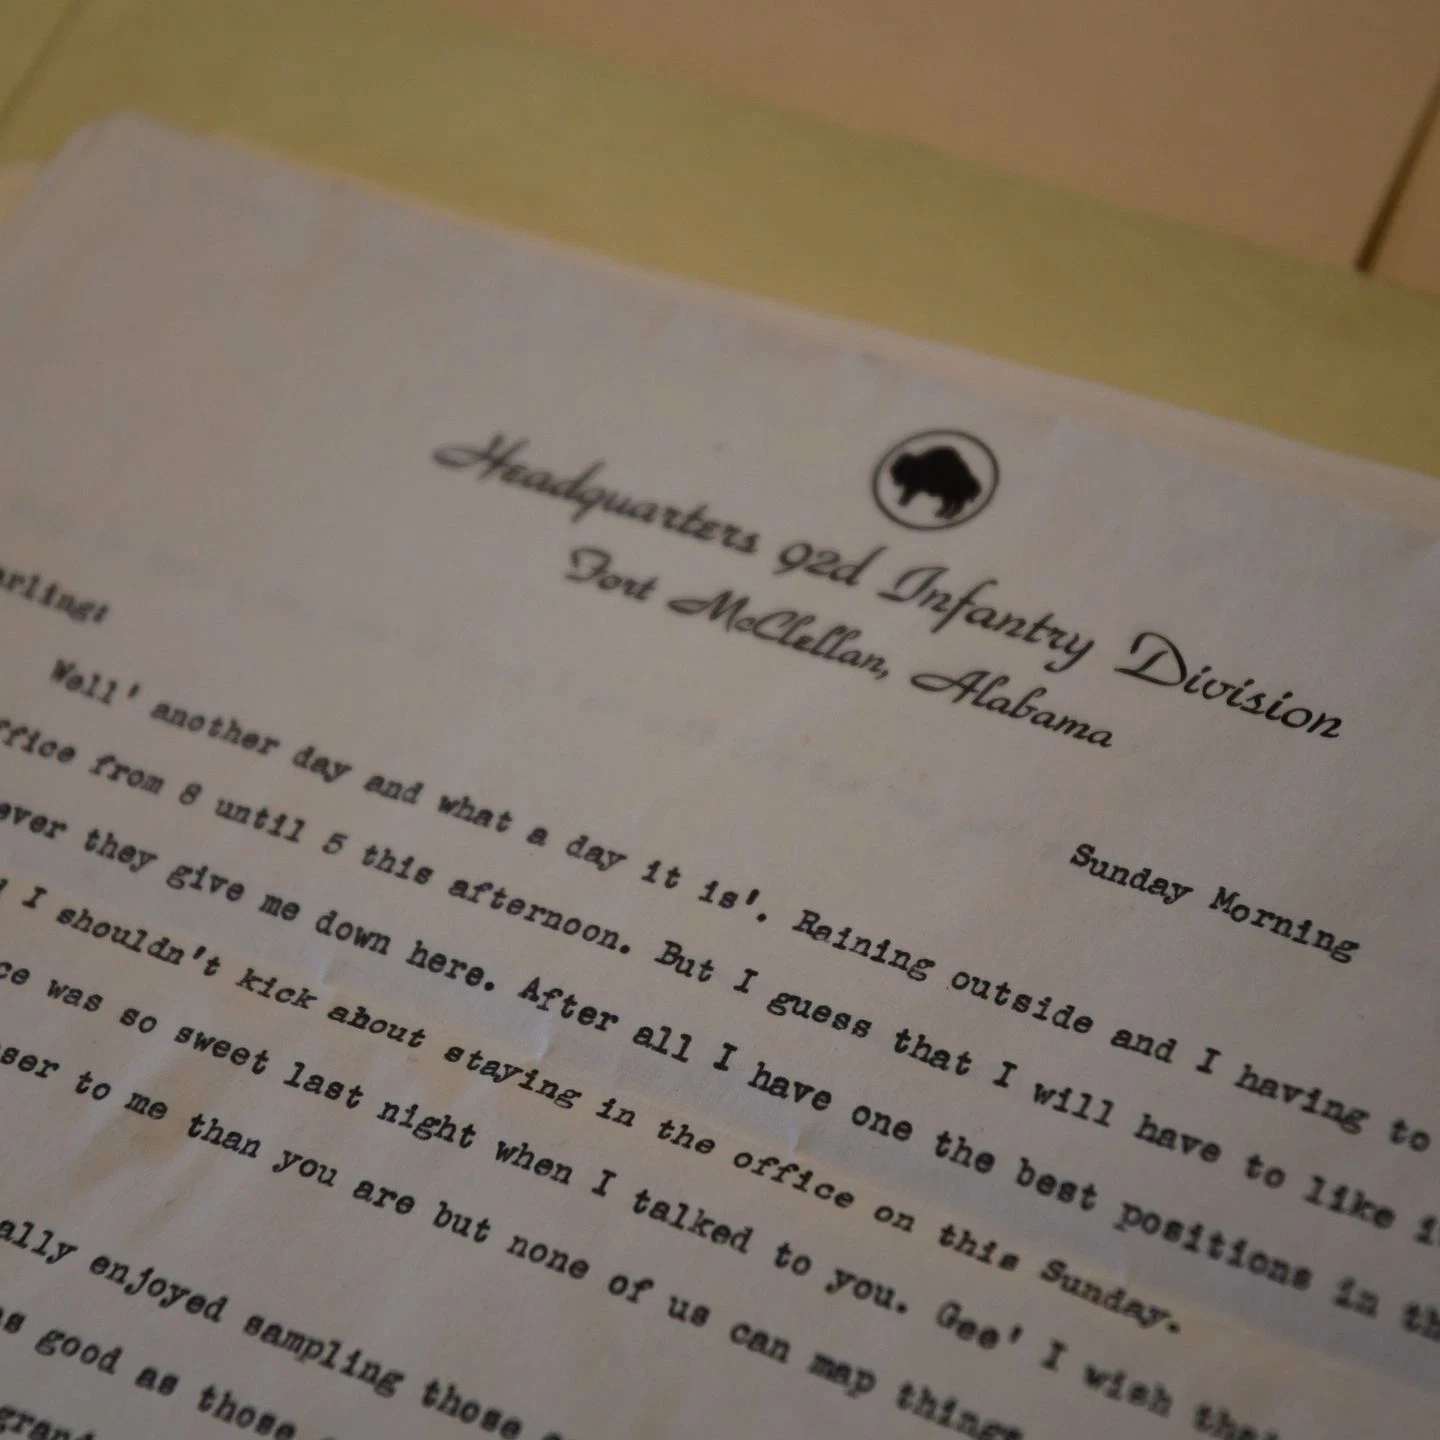 Headquarters 92d Infantry Division
Fort McClellan, Alabama
Sunday Morning
arling:
Well' another day and what a day it is'. Raining outside and I having to
ffice from 8 until 5 this afternoon. But I guess that I will have to like
ever they give me down here. After all I have one the best positions in th
I shouldn't kick about staying in the office on this Sunday.
ce was so sweet last night when I talked to you. Gee' I wish that
ser to me than you are but none of us can map things
ally enjoyed sampling those
as good as those
grand